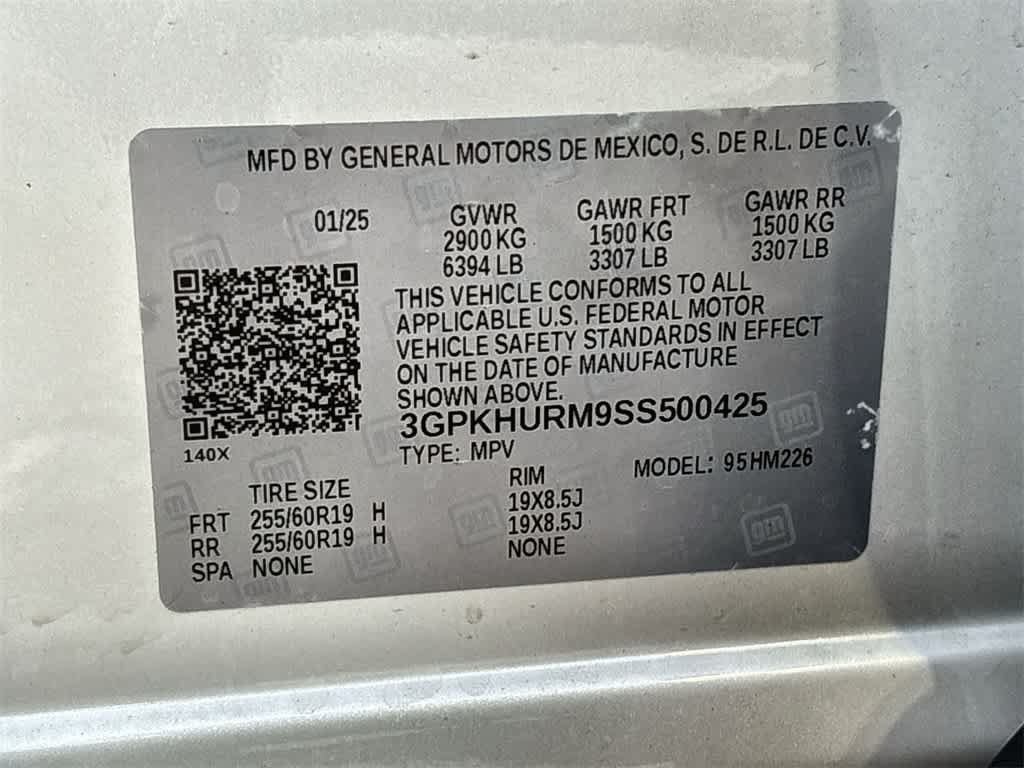 MFD BY GENERAL MOTORS DE MEXICO, S. DE R.L. DE C.V.
01/25 GVWR GAWR FRT GAWR RR
2900 KG 1500 KG 1500 KG
6394 LB 3307 LB 3307 LB
THIS VEHICLE CONFORMS TO ALL
APPLICABLE U.S. FEDERAL MOTOR
VEHICLE SAFETY STANDARDS IN EFFECT
ON THE DATE OF MANUFACTURE
SHOWN ABOVE.
3GPKHURM9SS500425
140X
TYPE: MPV MODEL: 95HM226
TIRE SIZE RIM
FRT 255/60R19 H 19X8.5J
RR 255/60R19 H 19X8.5J
SPA NONE NONE
gm